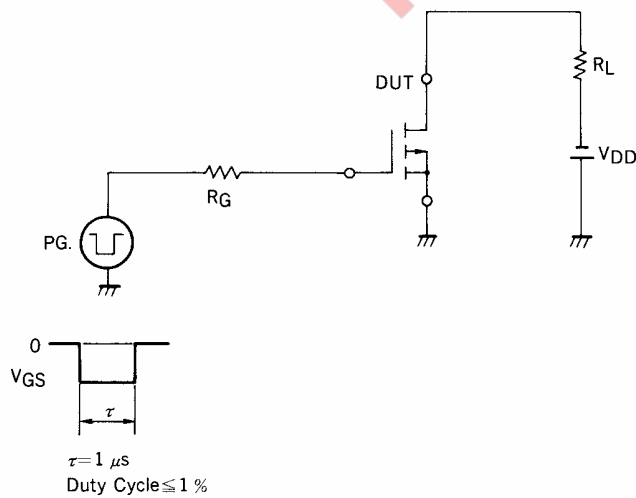 DUT
RL
VDD
RG
PG.
0
VGS
τ
τ=1 μs
Duty Cycle≦1 %